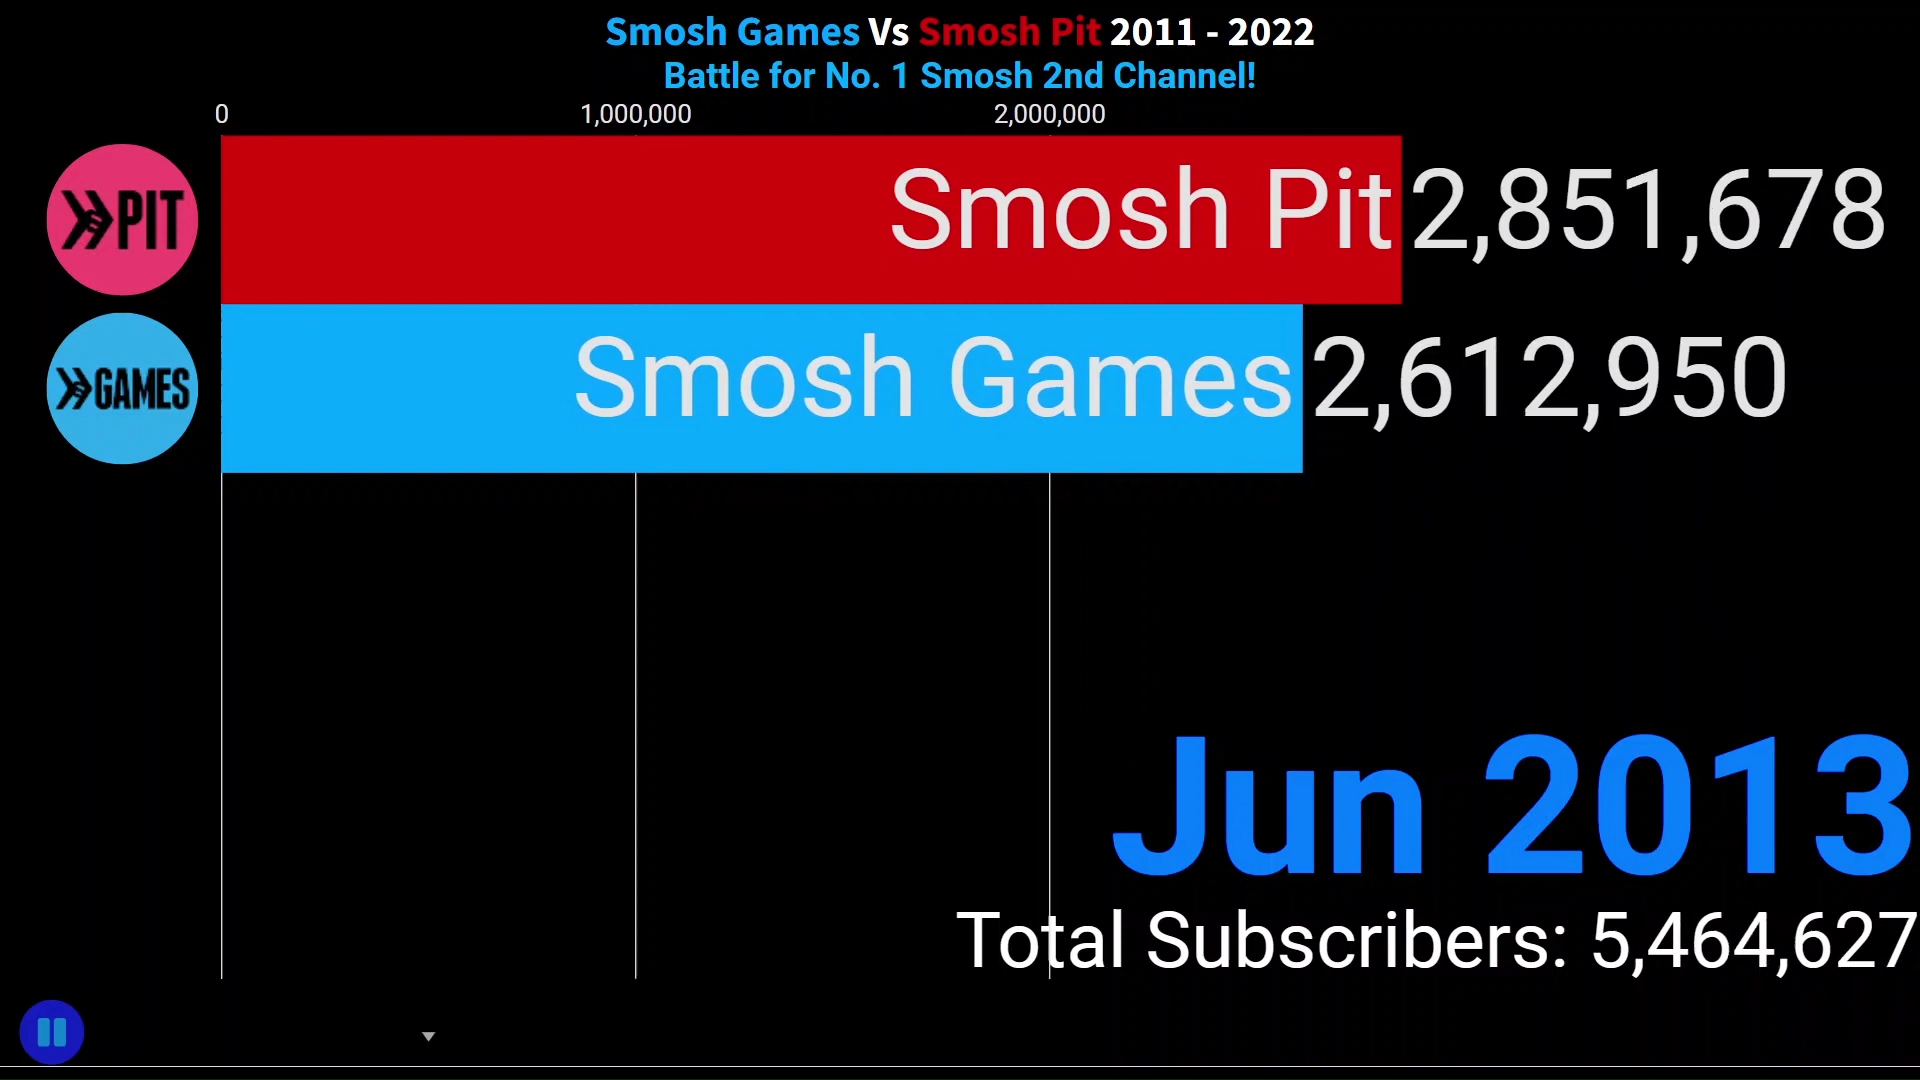 Smosh Games Vs Smosh Pit 2011 - 2022
Battle for No. 1 Smosh 2nd Channel!
0 1,000,000 2,000,000
PIT Smosh Pit 2,851,678
GAMES Smosh Games 2,612,950
Jun 2013
Total Subscribers: 5,464,627